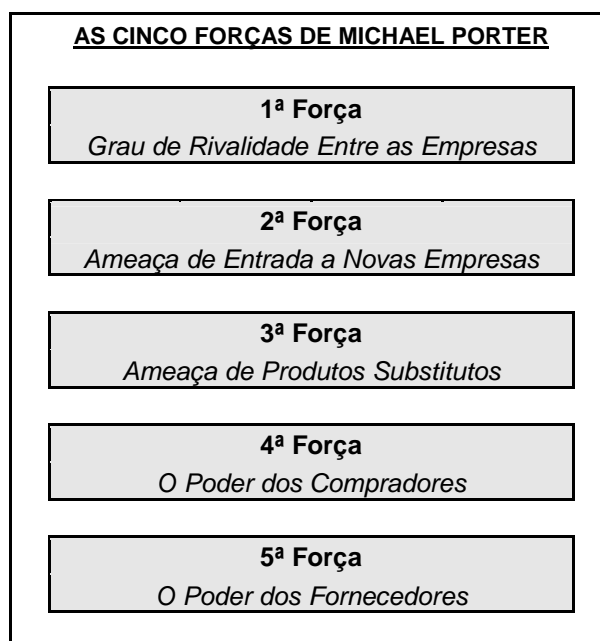 AS CINCO FORÇAS DE MICHAEL PORTER
1ª Força
Grau de Rivalidade Entre as Empresas
2ª Força
Ameaça de Entrada a Novas Empresas
3ª Força
Ameaça de Produtos Substitutos
4ª Força
O Poder dos Compradores
5ª Força
O Poder dos Fornecedores